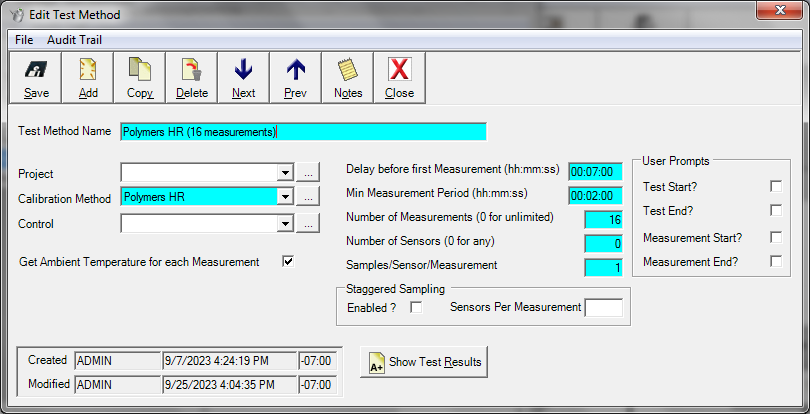 Edit Test Method
File Audit Trail
Save Add Copy Delete Next Prev Notes Close
Test Method Name Polymers HR (16 measurements)
Project ...
Calibration Method Polymers HR ...
Control ...
Get Ambient Temperature for each Measurement
Delay before first Measurement (hh:mm:ss) 00:07:00
Min Measurement Period (hh:mm:ss) 00:02:00
Number of Measurements (0 for unlimited) 16
Number of Sensors (0 for any) 0
Samples/Sensor/Measurement 1
User Prompts
Test Start?
Test End?
Measurement Start?
Measurement End?
Staggered Sampling
Enabled ? Sensors Per Measurement
Created ADMIN 9/7/2023 4:24:19 PM -07:00
Modified ADMIN 9/25/2023 4:04:35 PM -07:00
A+ Show Test Results